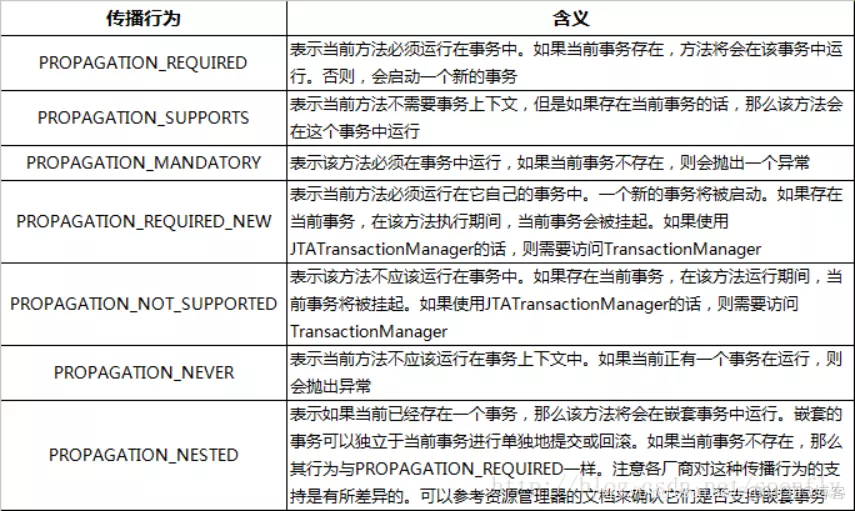 传播行为 含义
PROPAGATION_REQUIRED
表示当前方法必须运行在事务中。如果当前事务存在，方法将会在该事务中运
行。否则，会启动一个新的事务
PROPAGATION_SUPPORTS
表示当前方法不需要事务上下文，但是如果存在当前事务的话，那么该方法会
在这个事务中运行
PROPAGATION_MANDATORY
表示该方法必须在事务中运行，如果当前事务不存在，则会抛出一个异常
PROPAGATION_REQUIRED_NEW
表示当前方法必须运行在它自己的事务中。一个新的事务将被启动。如果存在
当前事务，在该方法执行期间，当前事务会被挂起。如果使用
JTATransactionManager的话，则需要访问TransactionManager
PROPAGATION_NOT_SUPPORTED
表示该方法不应该运行在事务中。如果存在当前事务，在该方法运行期间，当
前事务将被挂起。如果使用JTATransactionManager的话，则需要访问
TransactionManager
PROPAGATION_NEVER
表示当前方法不应该运行在事务上下文中。如果当前正有一个事务在运行，则
会抛出异常
PROPAGATION_NESTED
表示如果当前已经存在一个事务，那么该方法将会在嵌套事务中运行。嵌套的
事务可以独立于当前事务进行单独地提交或回滚。如果当前事务不存在，那么
其行为与PROPAGATION_REQUIRED一样。注意各厂商对这种传播行为的支
持是有所差异的。可以参考资源管理器的文档来确认它们是否支持嵌套事务